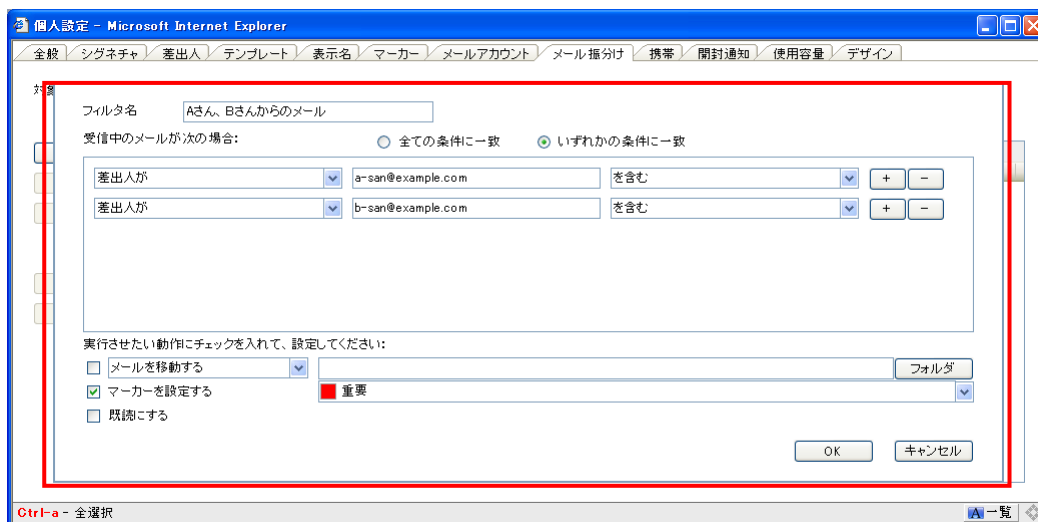 個人設定 - Microsoft Internet Explorer
全般 シグネチャ 差出人 テンプレート 表示名 マーカー メールアカウント メール振分け 携帯 開封通知 使用容量 デザイン
対象
フィルタ名 Aさん、Bさんからのメール
受信中のメールが次の場合: 全ての条件に一致 いずれかの条件に一致
差出人が a-san@example.com を含む + -
差出人が b-san@example.com を含む + -
実行させたい動作にチェックを入れて、設定してください:
メールを移動する フォルダ
マーカーを設定する 重要
既読にする
OK キャンセル
Ctrl-a - 全選択 A 一覧